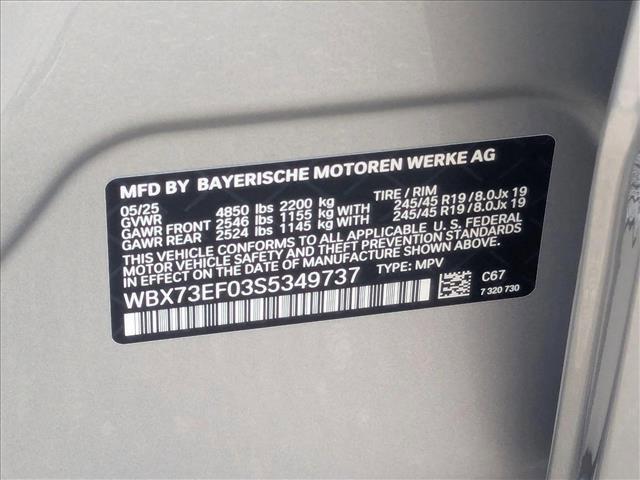 MFD BY BAYERISCHE MOTOREN WERKE AG
05/25 TIRE / RIM
GVWR 4850 lbs 2200 kg
GAWR FRONT 2546 lbs 1155 kg WITH 245/45 R19 /8.0Jx 19
GAWR REAR 2524 lbs 1145 kg WITH 245/45 R19 /8.0Jx 19
THIS VEHICLE CONFORMS TO ALL APPLICABLE U.S. FEDERAL
MOTOR VEHICLE SAFETY, BUMPER, AND THEFT PREVENTION STANDARDS
IN EFFECT ON THE DATE OF MANUFACTURE SHOWN ABOVE.
WBX73EF03S5349737 TYPE: MPV
C67
7 320 730